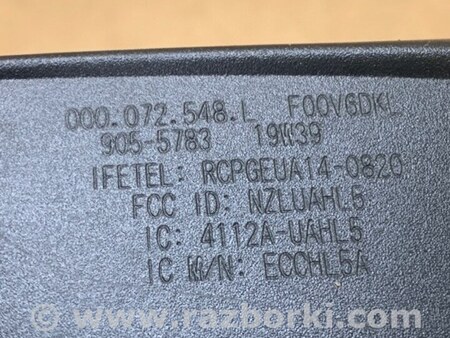 000.072.548.L F00V6DKL
905-5783 19W39
IFETEL: RCPGEUA14-0820
FCC ID: NZLUAHL5
IC: 4112A-UAHL5
IC M/N: ECCHL5A
© www.razborki.com